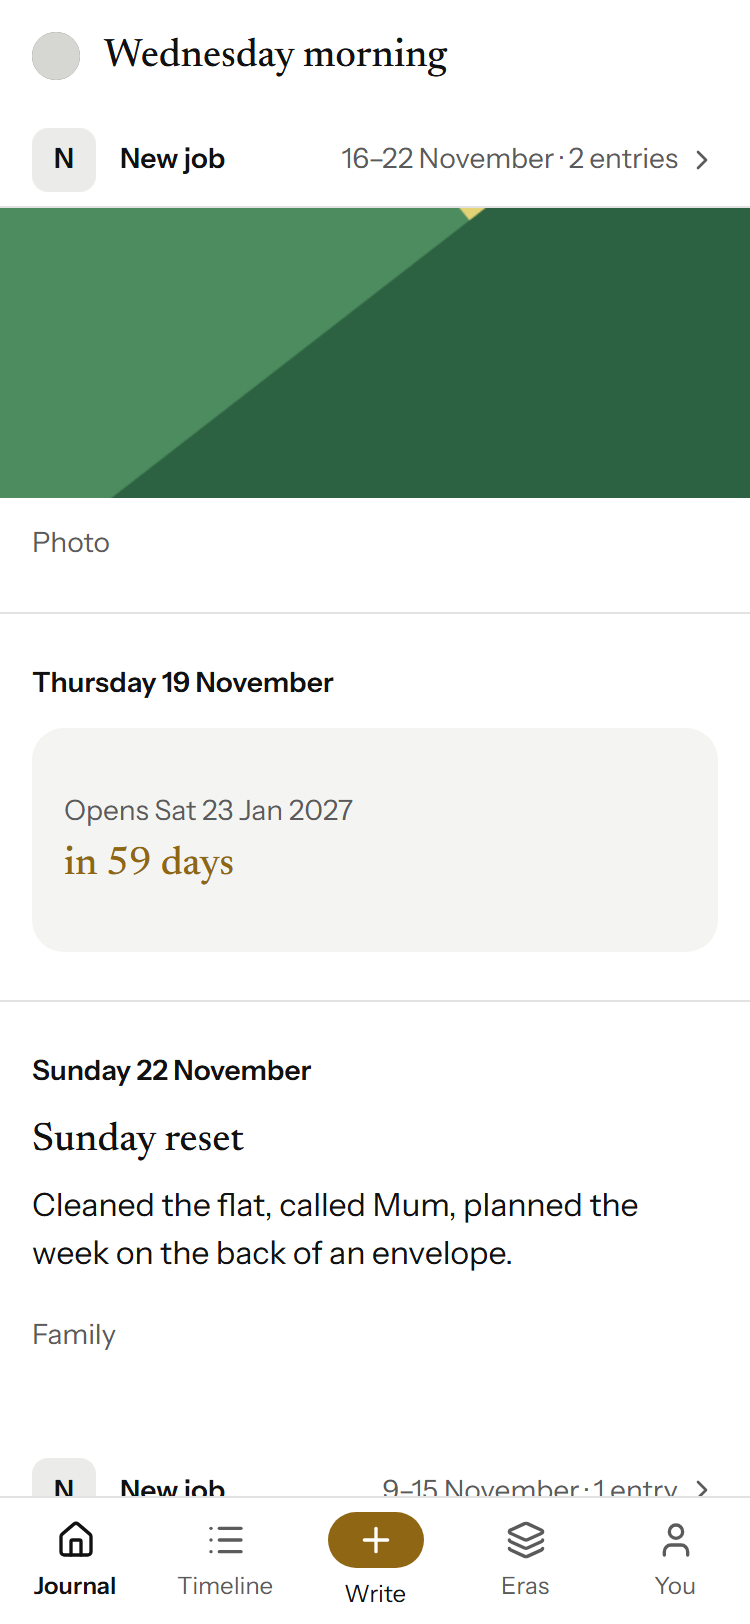 Wednesday morning
N New job 16–22 November · 2 entries
Photo
Thursday 19 November
Opens Sat 23 Jan 2027
in 59 days
Sunday 22 November
Sunday reset
Cleaned the flat, called Mum, planned the
week on the back of an envelope.
Family
N New job 9–15 November · 1 entry
Journal Timeline Write Eras You